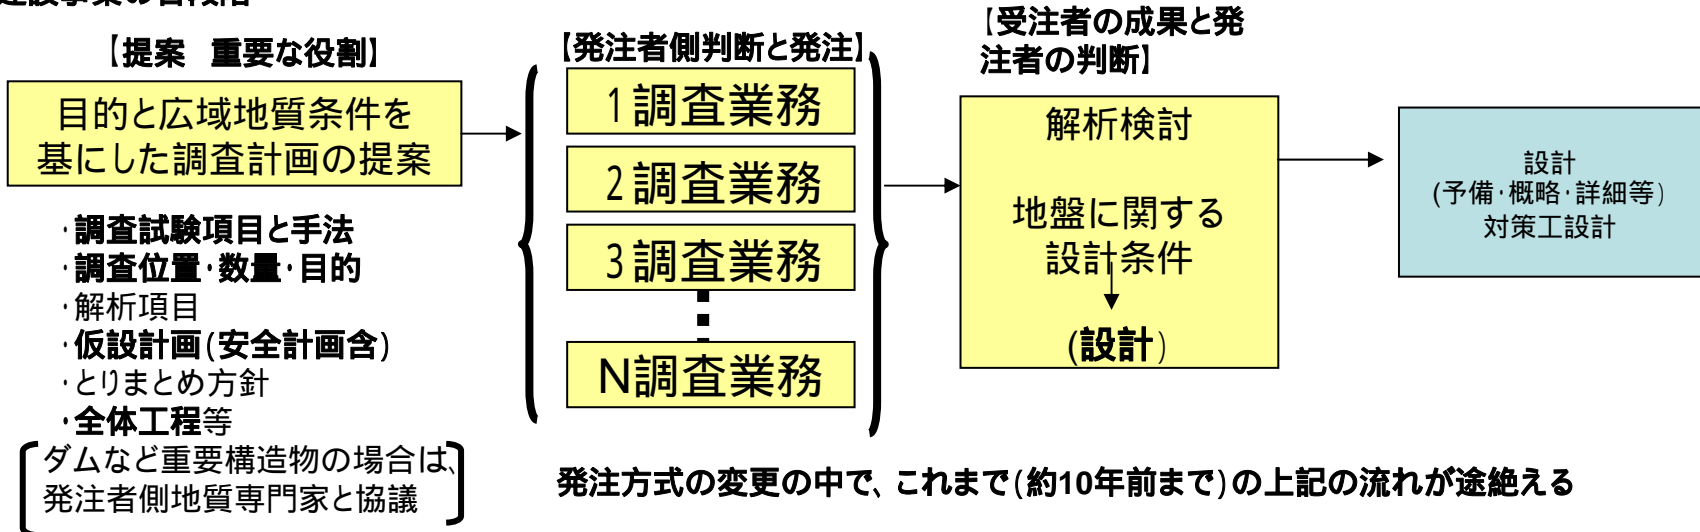 【提案　重要な役割】
目的と広域地質条件を
基にした調査計画の提案
・調査試験項目と手法
・調査位置・数量・目的
・解析項目
・仮設計画(安全計画含)
・とりまとめ方針
・全体工程等
ダムなど重要構造物の場合は、
発注者側地質専門家と協議
【発注者側判断と発注】
1調査業務
2調査業務
3調査業務
N調査業務
【受注者の成果と発
注者の判断】
解析検討
地盤に関する
設計条件
(設計)
設計
(予備・概略・詳細等)
対策工設計
発注方式の変更の中で、これまで(約10年前まで)の上記の流れが途絶える